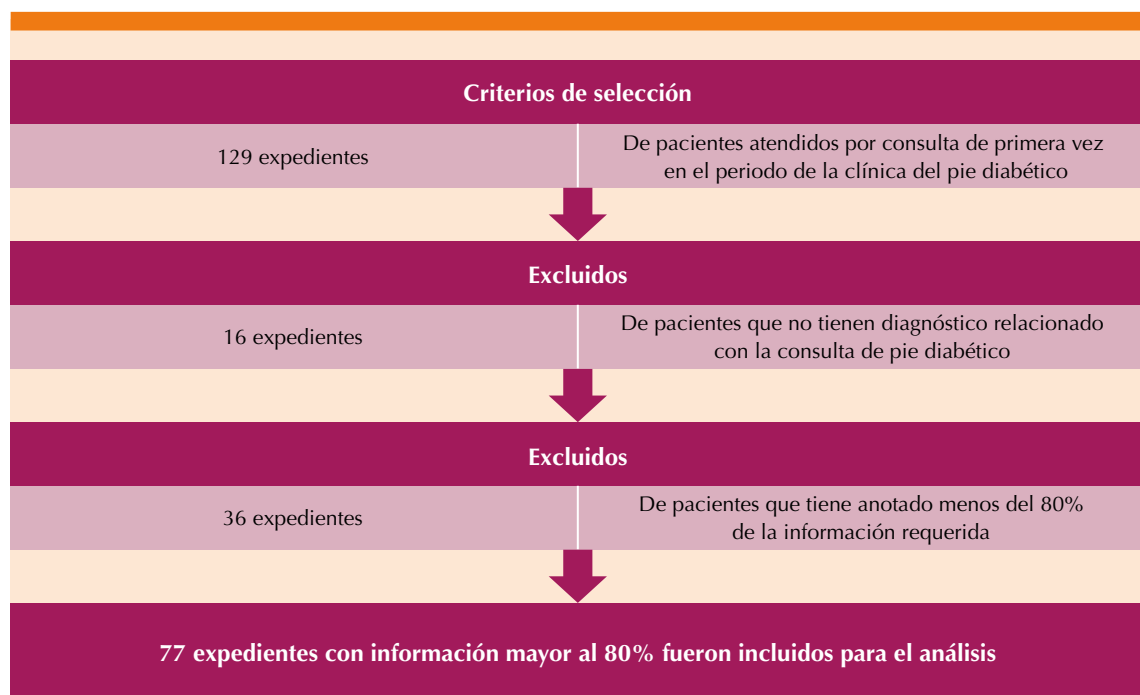 Criterios de selección
129 expedientes
De pacientes atendidos por consulta de primera vez
en el periodo de la clínica del pie diabético
Excluidos
16 expedientes
De pacientes que no tienen diagnóstico relacionado
con la consulta de pie diabético
Excluidos
36 expedientes
De pacientes que tiene anotado menos del 80%
de la información requerida
77 expedientes con información mayor al 80% fueron incluidos para el análisis